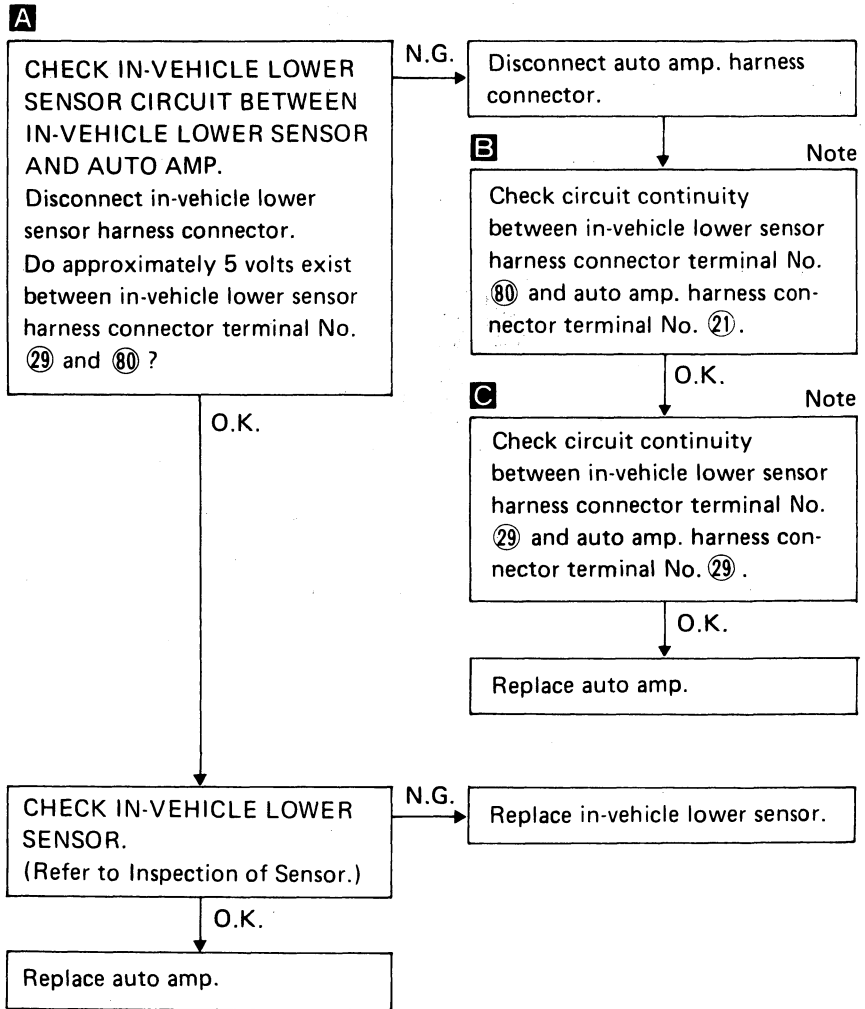 A
CHECK IN-VEHICLE LOWER
SENSOR CIRCUIT BETWEEN
IN-VEHICLE LOWER SENSOR
AND AUTO AMP.
Disconnect in-vehicle lower
sensor harness connector.
Do approximately 5 volts exist
between in-vehicle lower sensor
harness connector terminal No.
㉙ and 80 ?
N.G.
Disconnect auto amp. harness
connector.
B
Note
Check circuit continuity
between in-vehicle lower sensor
harness connector terminal No.
80 and auto amp. harness con-
nector terminal No. ㉑.
O.K.
C
Note
Check circuit continuity
between in-vehicle lower sensor
harness connector terminal No.
㉙ and auto amp. harness con-
nector terminal No. ㉙.
O.K.
Replace auto amp.
O.K.
CHECK IN-VEHICLE LOWER
SENSOR.
(Refer to Inspection of Sensor.)
N.G.
Replace in-vehicle lower sensor.
O.K.
Replace auto amp.